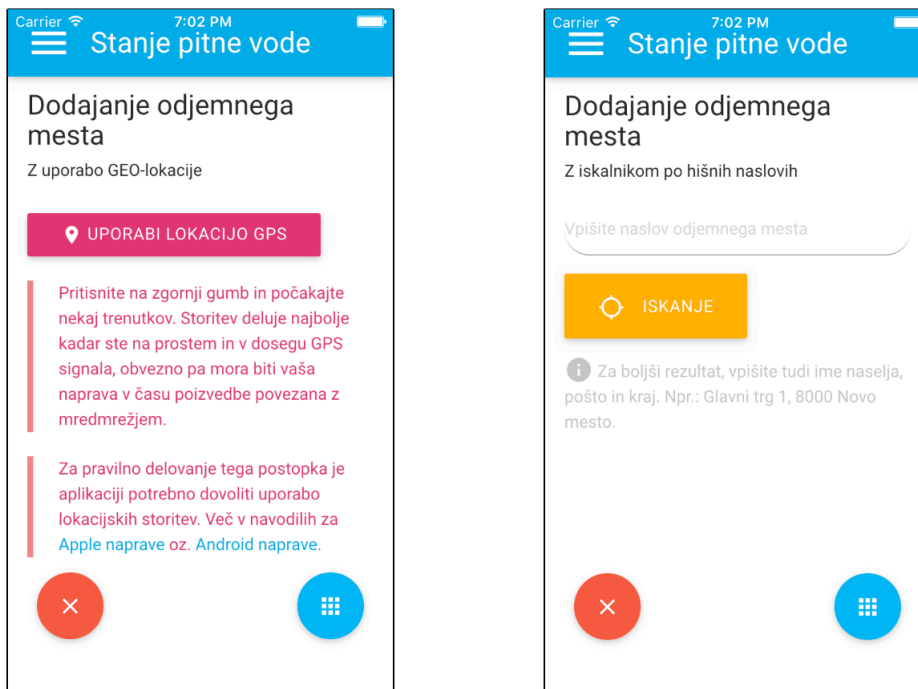 Carrier 7:02 PM
Stanje pitne vode
Dodajanje odjemnega
mesta
Z uporabo GEO-lokacije
UPORABI LOKACIJO GPS
Pritisnite na zgornji gumb in počakajte
nekaj trenutkov. Storitev deluje najbolje
kadar ste na prostem in v dosegu GPS
signala, obvezno pa mora biti vaša
naprava v času poizvedbe povezana z
mredmrežjem.
Za pravilno delovanje tega postopka je
aplikaciji potrebno dovoliti uporabo
lokacijskih storitev. Več v navodilih za
Apple naprave oz. Android naprave.
Carrier 7:02 PM
Stanje pitne vode
Dodajanje odjemnega
mesta
Z iskalnikom po hišnih naslovih
Vpišite naslov odjemnega mesta
ISKANJE
Za boljši rezultat, vpišite tudi ime naselja,
pošto in kraj. Npr.: Glavni trg 1, 8000 Novo
mesto.